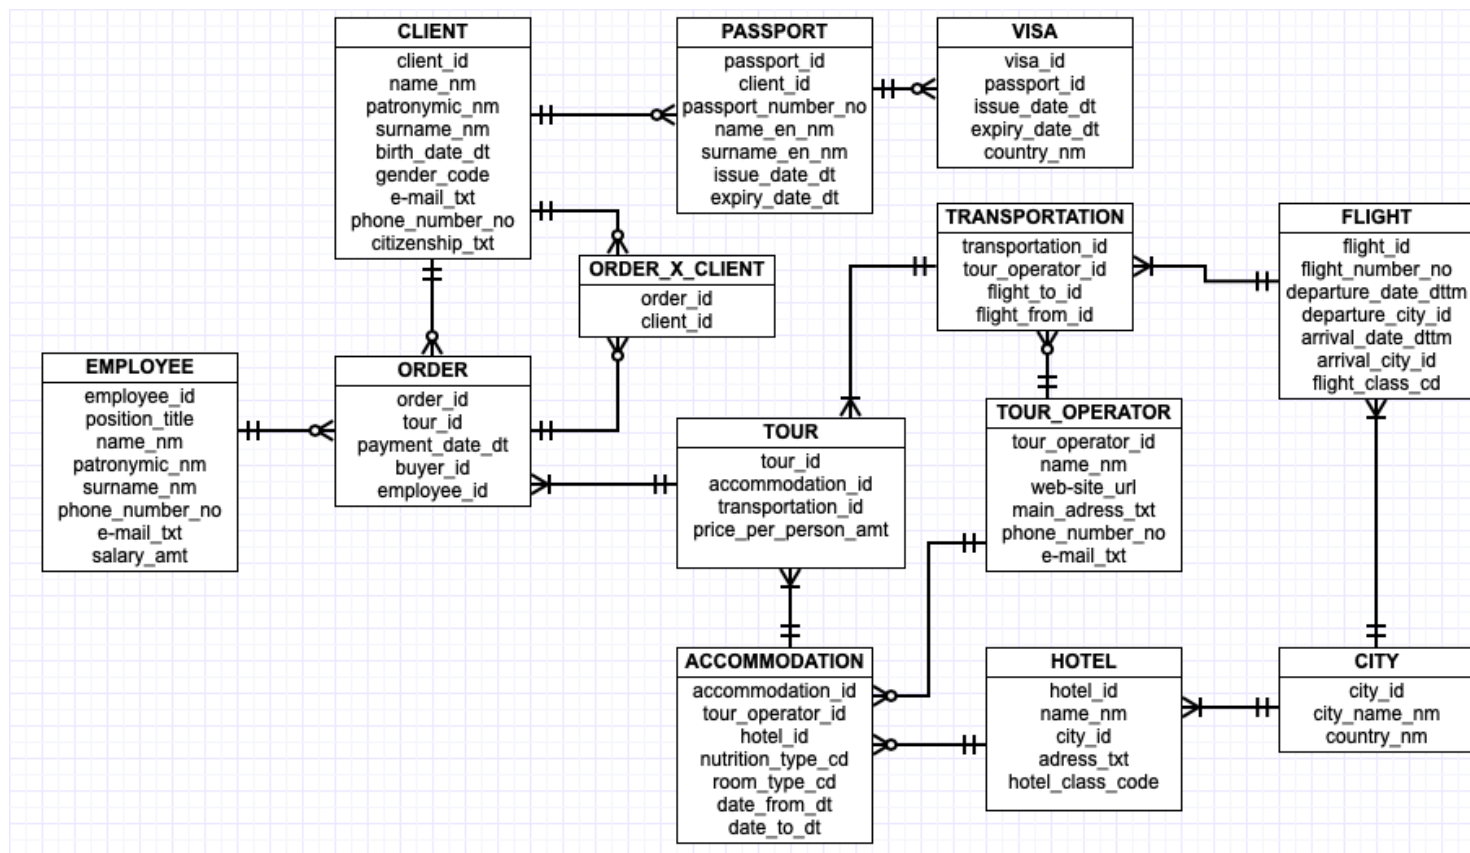 CLIENT
client_id
name_nm
patronymic_nm
surname_nm
birth_date_dt
gender_code
e-mail_txt
phone_number_no
citizenship_txt
PASSPORT
passport_id
client_id
passport_number_no
name_en_nm
surname_en_nm
issue_date_dt
expiry_date_dt
VISA
visa_id
passport_id
issue_date_dt
expiry_date_dt
country_nm
ORDER_X_CLIENT
order_id
client_id
TRANSPORTATION
transportation_id
tour_operator_id
flight_to_id
flight_from_id
FLIGHT
flight_id
flight_number_no
departure_date_dttm
departure_city_id
arrival_date_dttm
arrival_city_id
flight_class_cd
EMPLOYEE
employee_id
position_title
name_nm
patronymic_nm
surname_nm
phone_number_no
e-mail_txt
salary_amt
ORDER
order_id
tour_id
payment_date_dt
buyer_id
employee_id
TOUR
tour_id
accommodation_id
transportation_id
price_per_person_amt
TOUR_OPERATOR
tour_operator_id
name_nm
web-site_url
main_adress_txt
phone_number_no
e-mail_txt
ACCOMMODATION
accommodation_id
tour_operator_id
hotel_id
nutrition_type_cd
room_type_cd
date_from_dt
date_to_dt
HOTEL
hotel_id
name_nm
city_id
adress_txt
hotel_class_code
CITY
city_id
city_name_nm
country_nm